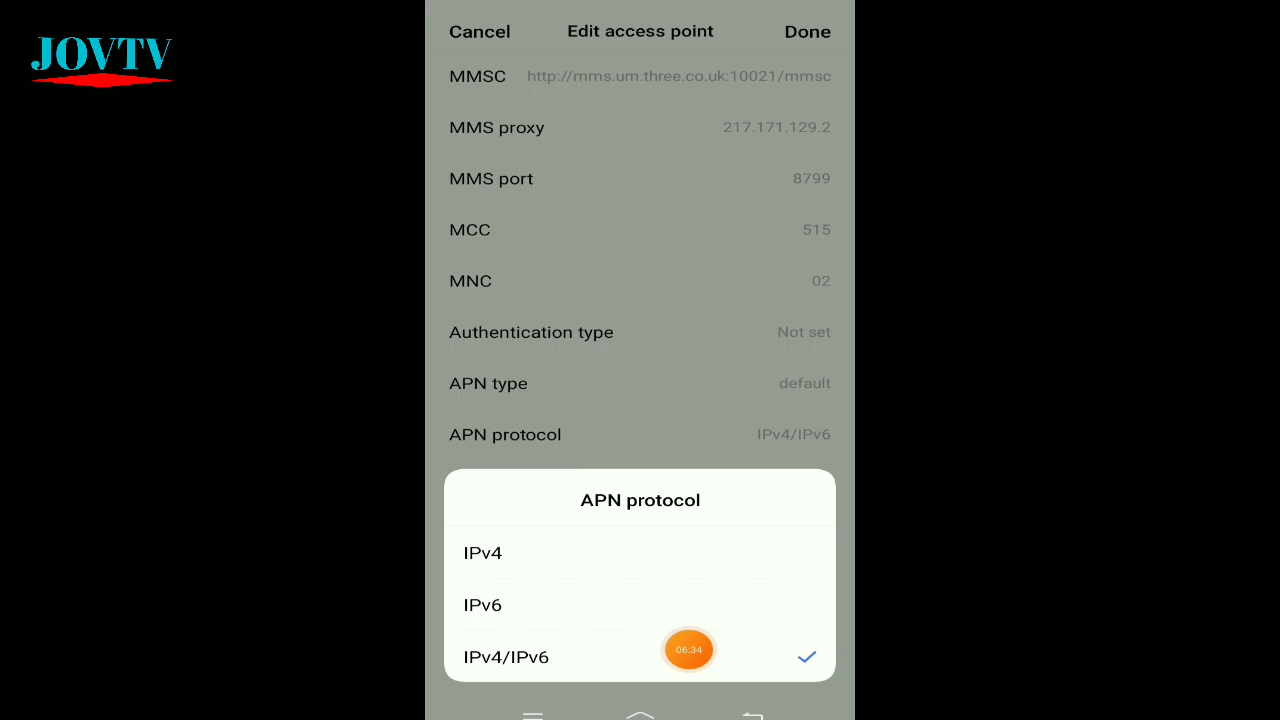 JOVTV
Cancel Edit access point Done
MMSC http://mms.um.three.co.uk:10021/mmsc
MMS proxy 217.171.129.2
MMS port 8799
MCC 515
MNC 02
Authentication type Not set
APN type default
APN protocol IPv4/IPv6
APN protocol
IPv4
IPv6
IPv4/IPv6
06:34